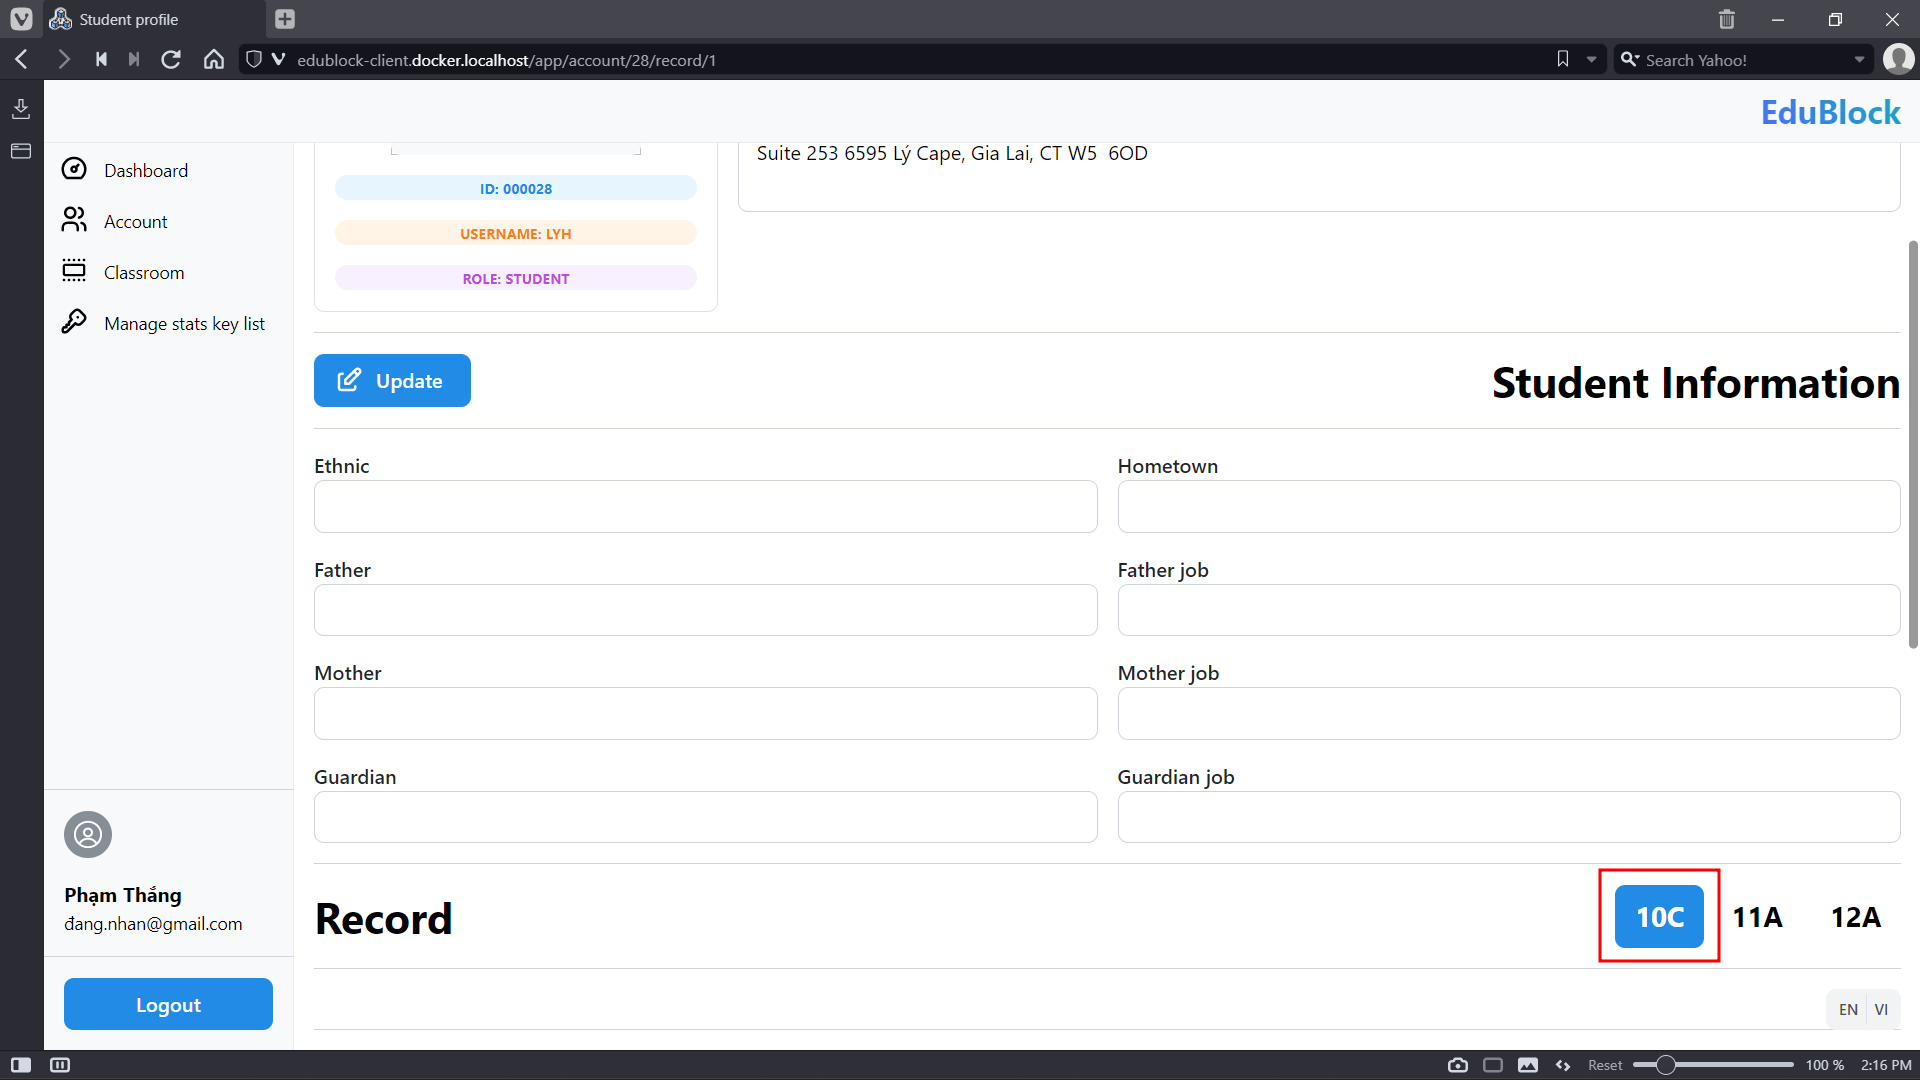 Student profile
edublock-client.docker.localhost/app/account/28/record/1
Search Yahoo!
EduBlock
Dashboard
Account
Classroom
Manage stats key list
Suite 253 6595 Lý Cape, Gia Lai, CT W5  6OD
ID: 000028
USERNAME: LYH
ROLE: STUDENT
Update
Student Information
Ethnic
Hometown
Father
Father job
Mother
Mother job
Guardian
Guardian job
Record
10C 11A 12A
EN VI
Phạm Thắng
đang.nhan@gmail.com
Logout
Reset 100 % 2:16 PM